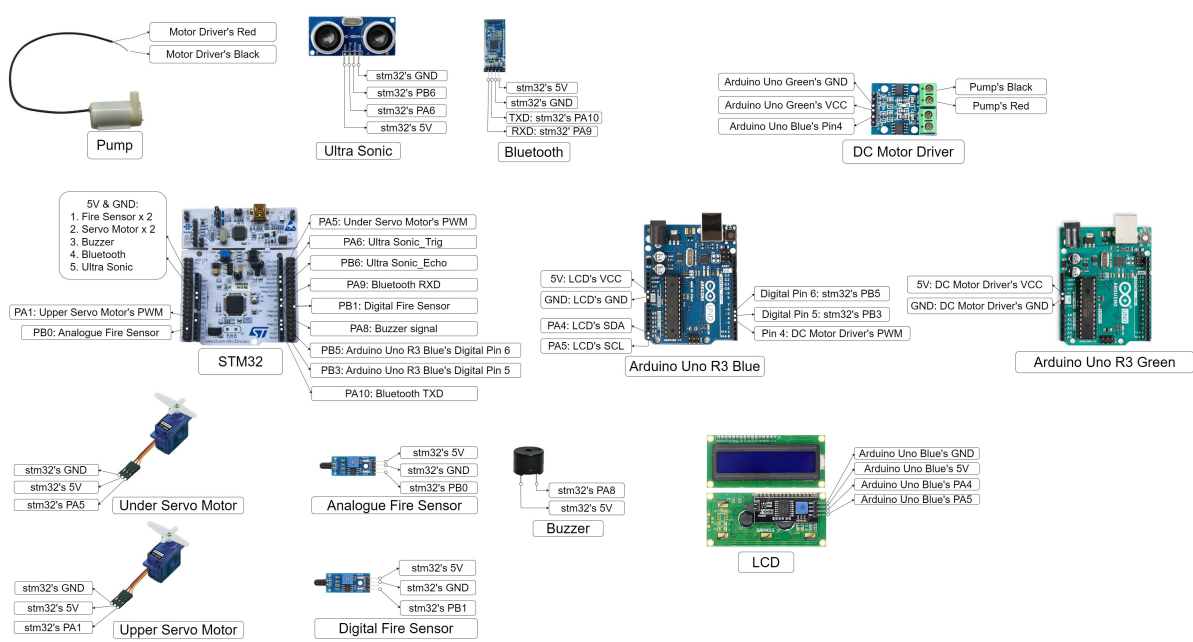 Motor Driver's Red
Motor Driver's Black
Pump
stm32's GND
stm32's PB6
stm32's PA6
stm32's 5V
Ultra Sonic
stm32's 5V
stm32's GND
TXD: stm32's PA10
RXD: stm32' PA9
Bluetooth
Arduino Uno Green's GND
Arduino Uno Green's VCC
Arduino Uno Blue's Pin4
Pump's Black
Pump's Red
DC Motor Driver
5V & GND:
1. Fire Sensor x 2
2. Servo Motor x 2
3. Buzzer
4. Bluetooth
5. Ultra Sonic
PA1: Upper Servo Motor's PWM
PB0: Analogue Fire Sensor
PA5: Under Servo Motor's PWM
PA6: Ultra Sonic_Trig
PB6: Ultra Sonic_Echo
PA9: Bluetooth RXD
PB1: Digital Fire Sensor
PA8: Buzzer signal
PB5: Arduino Uno R3 Blue's Digital Pin 6
PB3: Arduino Uno R3 Blue's Digital Pin 5
PA10: Bluetooth TXD
STM32
5V: LCD's VCC
GND: LCD's GND
PA4: LCD's SDA
PA5: LCD's SCL
Digital Pin 6: stm32's PB5
Digital Pin 5: stm32's PB3
Pin 4: DC Motor Driver's PWM
ARDUINO
UNO
Arduino Uno R3 Blue
5V: DC Motor Driver's VCC
GND: DC Motor Driver's GND
ARDUINO
UNO
Arduino Uno R3 Green
stm32's GND
stm32's 5V
stm32's PA5
Under Servo Motor
stm32's 5V
stm32's GND
stm32's PB0
Analogue Fire Sensor
stm32's PA8
stm32's 5V
Buzzer
Arduino Uno Blue's GND
Arduino Uno Blue's 5V
Arduino Uno Blue's PA4
Arduino Uno Blue's PA5
LCD
stm32's GND
stm32's 5V
stm32's PA1
Upper Servo Motor
stm32's 5V
stm32's GND
stm32's PB1
Digital Fire Sensor